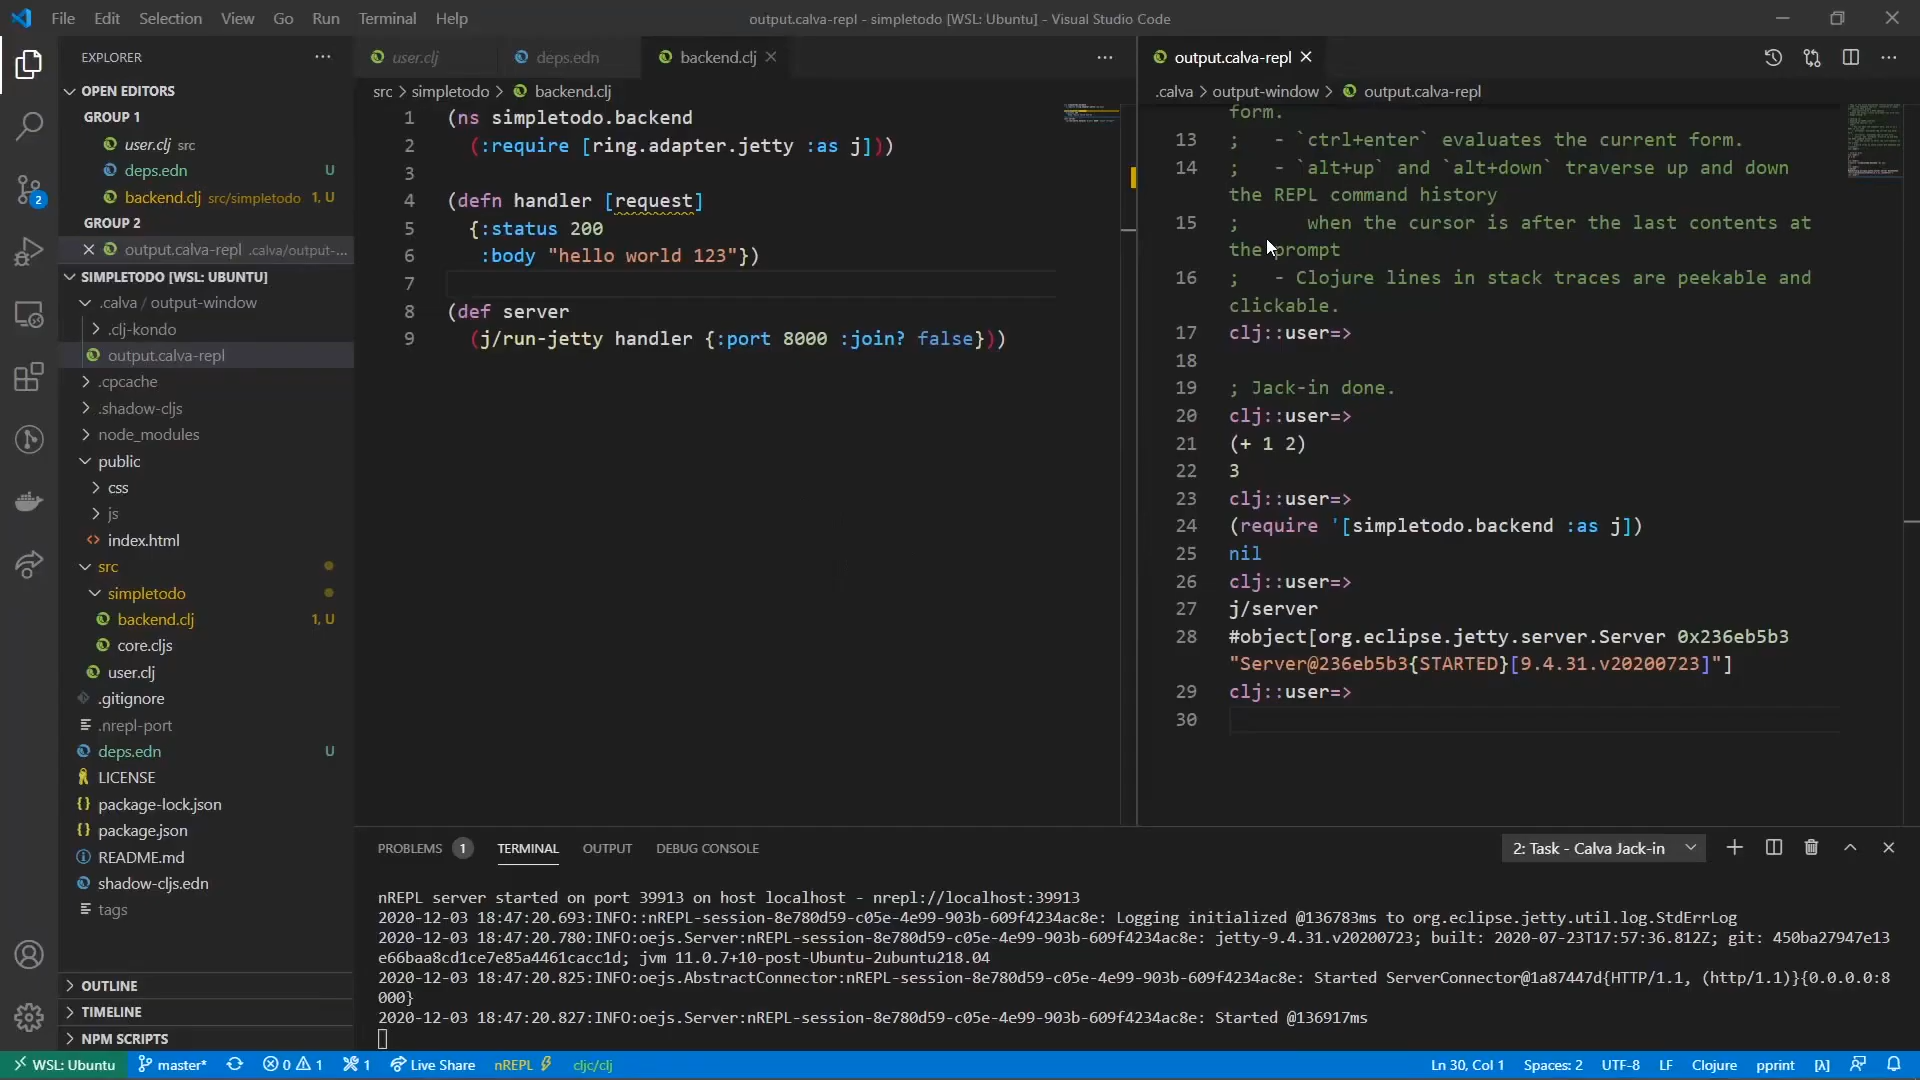 File Edit Selection View Go Run Terminal Help
output.calva-repl - simpletodo [WSL: Ubuntu] - Visual Studio Code
EXPLORER
OPEN EDITORS
GROUP 1
user.clj src
deps.edn U
backend.clj src/simpletodo 1, U
GROUP 2
output.calva-repl .calva/output-...
SIMPLETODO [WSL: UBUNTU]
.calva / output-window
.clj-kondo
output.calva-repl
.cpcache
.shadow-cljs
node_modules
public
css
js
index.html
src
simpletodo
backend.clj 1, U
core.cljs
user.clj
.gitignore
.nrepl-port
deps.edn U
LICENSE
package-lock.json
package.json
README.md
shadow-cljs.edn
tags
OUTLINE
TIMELINE
NPM SCRIPTS
user.clj deps.edn backend.clj
src > simpletodo > backend.clj
1 (ns simpletodo.backend
2 (:require [ring.adapter.jetty :as j]))
3
4 (defn handler [request]
5 {:status 200
6 :body "hello world 123"})
7
8 (def server
9 (j/run-jetty handler {:port 8000 :join? false}))
output.calva-repl
.calva > output-window > output.calva-repl
form.
13 ;   - `ctrl+enter` evaluates the current form.
14 ;   - `alt+up` and `alt+down` traverse up and down
the REPL command history
15 ;      when the cursor is after the last contents at
the prompt
16 ;   - Clojure lines in stack traces are peekable and
clickable.
17 clj::user=>
18
19 ; Jack-in done.
20 clj::user=>
21 (+ 1 2)
22 3
23 clj::user=>
24 (require '[simpletodo.backend :as j])
25 nil
26 clj::user=>
27 j/server
28 #object[org.eclipse.jetty.server.Server 0x236eb5b3
"Server@236eb5b3{STARTED}[9.4.31.v20200723]"]
29 clj::user=>
30
PROBLEMS 1 TERMINAL OUTPUT DEBUG CONSOLE
2: Task - Calva Jack-in
nREPL server started on port 39913 on host localhost - nrepl://localhost:39913
2020-12-03 18:47:20.693:INFO::nREPL-session-8e780d59-c05e-4e99-903b-609f4234ac8e: Logging initialized @136783ms to org.eclipse.jetty.util.log.StdErrLog
2020-12-03 18:47:20.780:INFO:oejs.Server:nREPL-session-8e780d59-c05e-4e99-903b-609f4234ac8e: jetty-9.4.31.v20200723; built: 2020-07-23T17:57:36.812Z; git: 450ba27947e13
e66baa8cd1ce7e85a4461cacc1d; jvm 11.0.7+10-post-Ubuntu-2ubuntu218.04
2020-12-03 18:47:20.825:INFO:oejs.AbstractConnector:nREPL-session-8e780d59-c05e-4e99-903b-609f4234ac8e: Started ServerConnector@1a87447d{HTTP/1.1, (http/1.1)}{0.0.0.0:8
000}
2020-12-03 18:47:20.827:INFO:oejs.Server:nREPL-session-8e780d59-c05e-4e99-903b-609f4234ac8e: Started @136917ms
2
WSL: Ubuntu master* 0 1 1 Live Share nREPL cljc/clj
Ln 30, Col 1 Spaces: 2 UTF-8 LF Clojure pprint [λ]